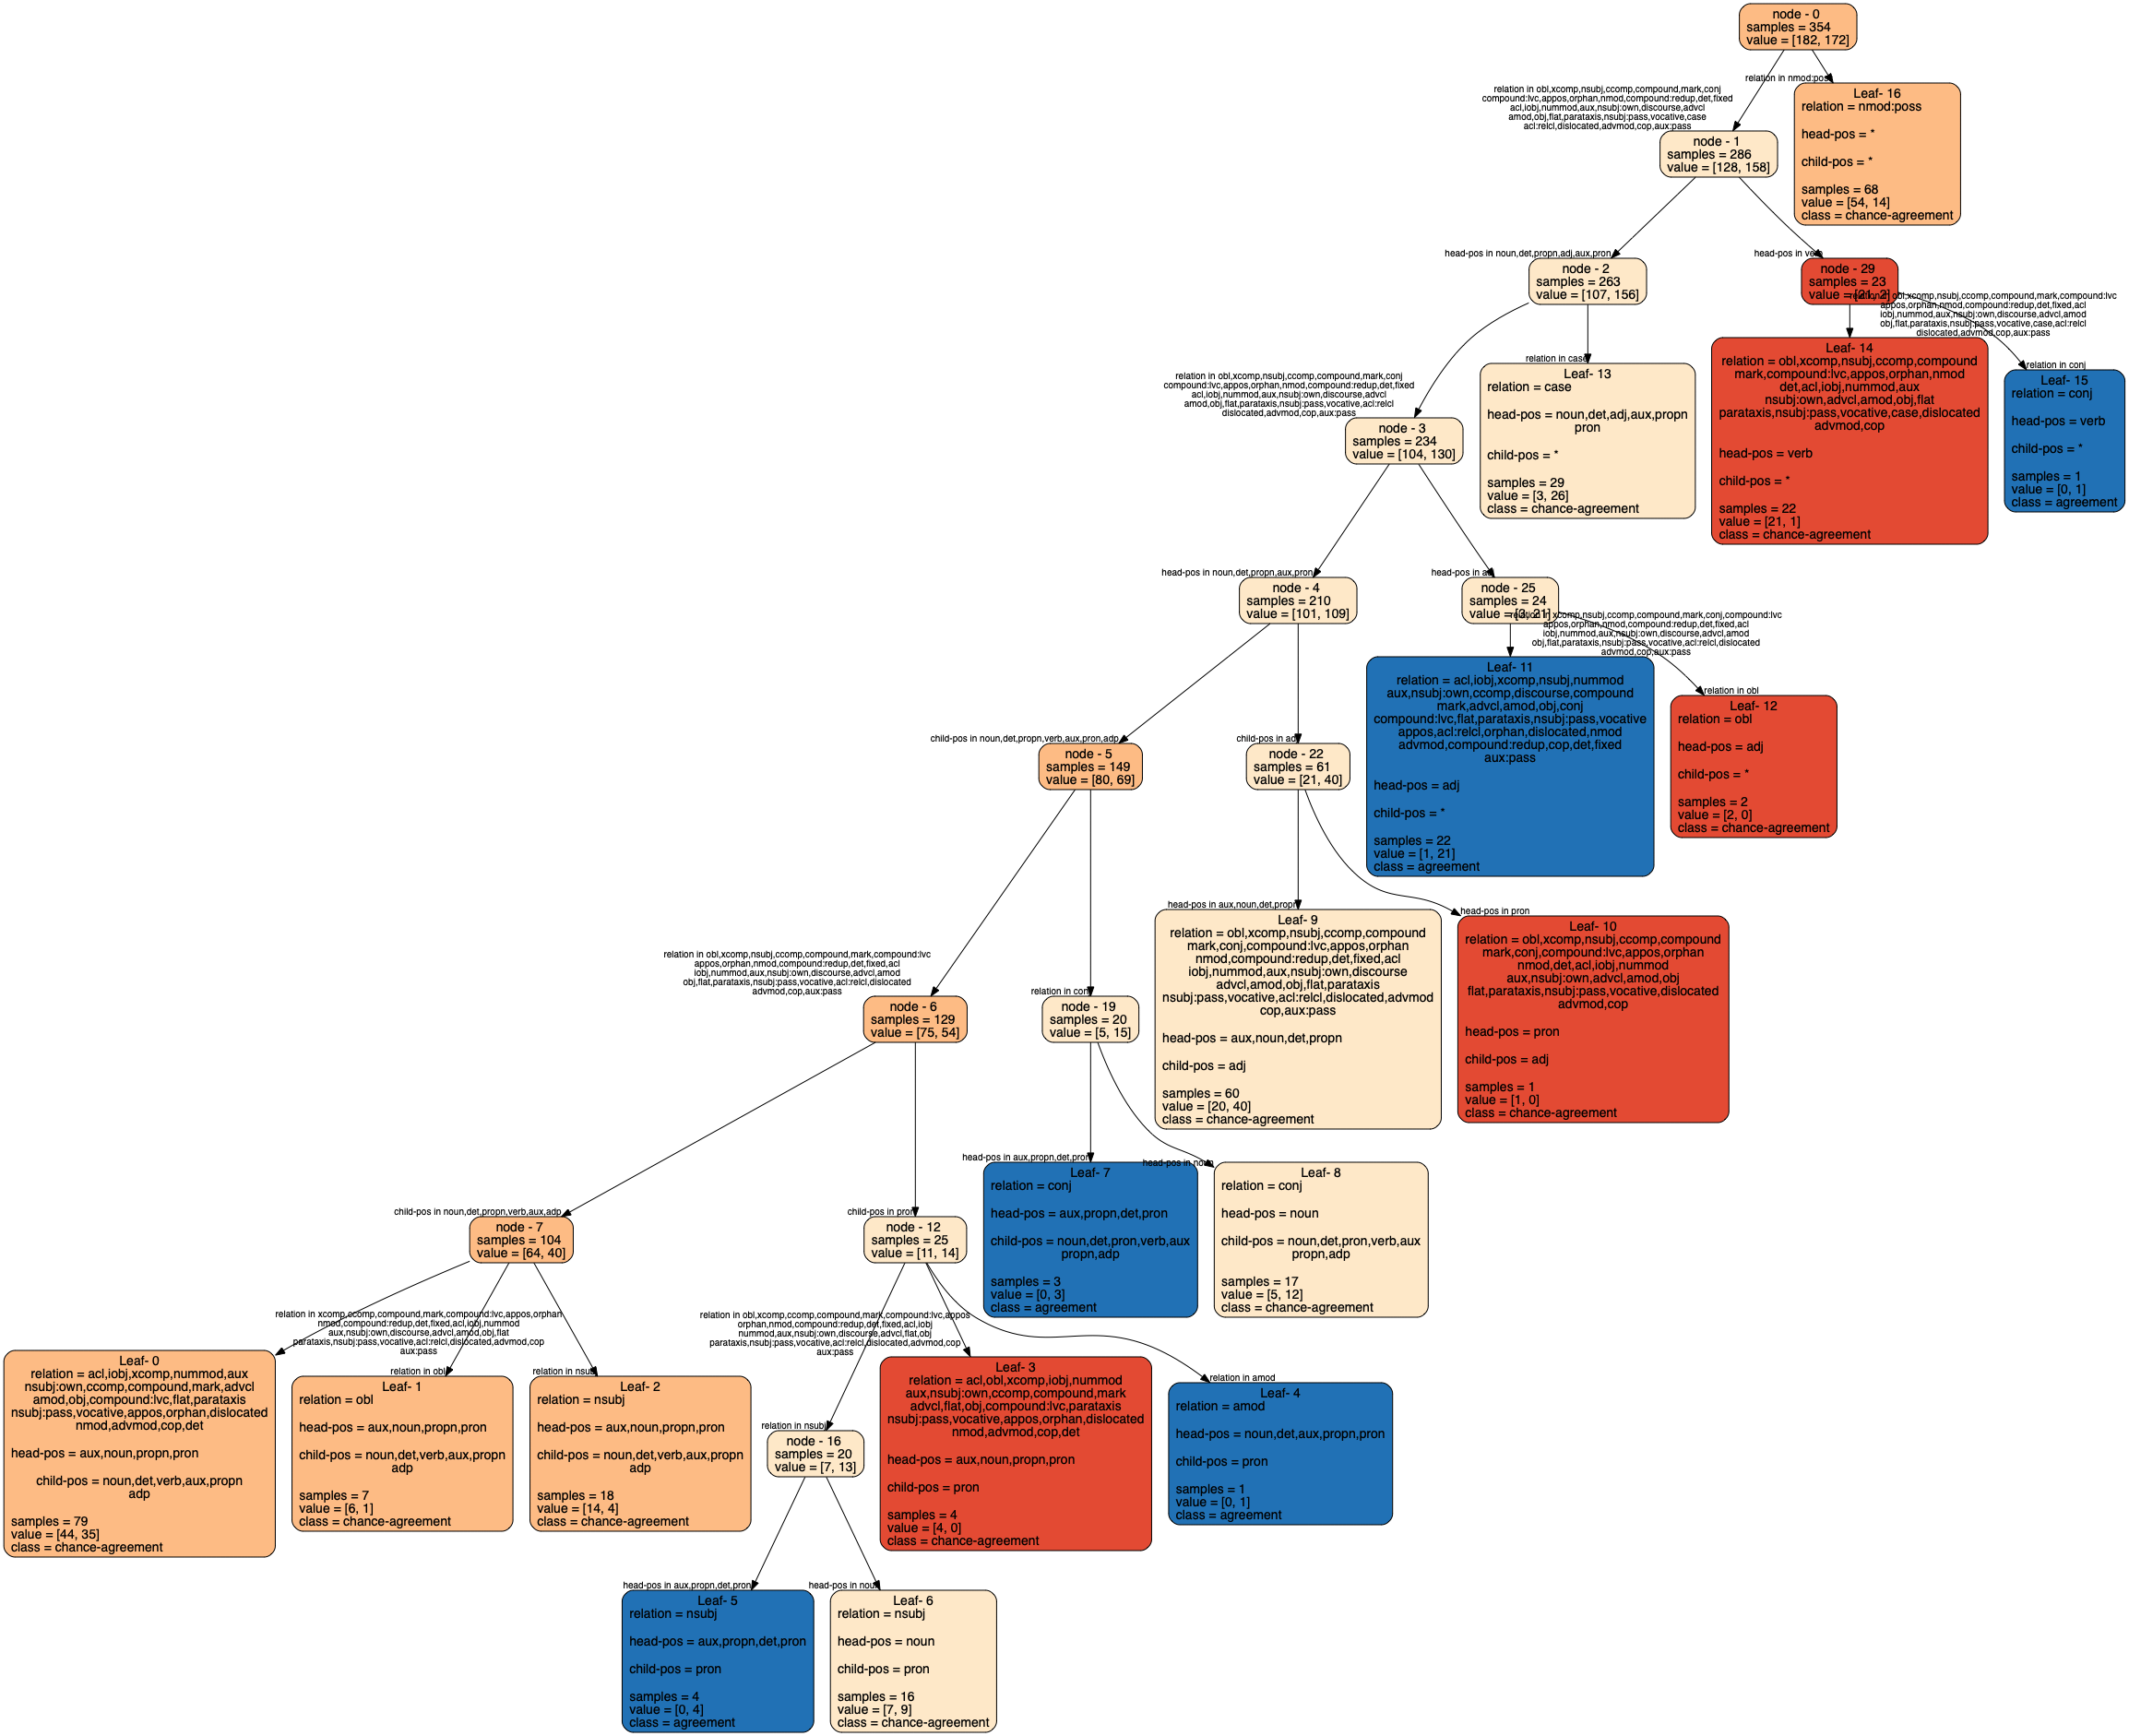 node - 0
samples = 354
value = [182, 172]
relation in obl,xcomp,nsubj,ccomp,compound,mark,conj
compound:lvc,appos,orphan,nmod,compound:redup,det,fixed
acl,iobj,nummod,aux,nsubj:own,discourse,advcl
amod,obj,flat,parataxis,nsubj:pass,vocative,case
acl:relcl,dislocated,advmod,cop,aux:pass
relation in nmod:poss
node - 1
samples = 286
value = [128, 158]
Leaf- 16
relation = nmod:poss
head-pos = *
child-pos = *
samples = 68
value = [54, 14]
class = chance-agreement
head-pos in noun,det,propn,adj,aux,pron
head-pos in verb
node - 2
samples = 263
value = [107, 156]
node - 29
samples = 23
value = [21, 2]
relation in obl,xcomp,nsubj,ccomp,compound,mark,compound:lvc
appos,orphan,nmod,compound:redup,det,fixed,acl
iobj,nummod,aux,nsubj:own,discourse,advcl,amod
obj,flat,parataxis,nsubj:pass,vocative,case,acl:relcl
dislocated,advmod,cop,aux:pass
relation in conj
relation in obl,xcomp,nsubj,ccomp,compound,mark,conj
compound:lvc,appos,orphan,nmod,compound:redup,det,fixed
acl,iobj,nummod,aux,nsubj:own,discourse,advcl
amod,obj,flat,parataxis,nsubj:pass,vocative,acl:relcl
dislocated,advmod,cop,aux:pass
relation in case
node - 3
samples = 234
value = [104, 130]
Leaf- 13
relation = case
head-pos = noun,det,adj,aux,propn
pron
child-pos = *
samples = 29
value = [3, 26]
class = chance-agreement
Leaf- 14
relation = obl,xcomp,nsubj,ccomp,compound
mark,compound:lvc,appos,orphan,nmod
det,acl,iobj,nummod,aux
nsubj:own,advcl,amod,obj,flat
parataxis,nsubj:pass,vocative,case,dislocated
advmod,cop
head-pos = verb
child-pos = *
samples = 22
value = [21, 1]
class = chance-agreement
Leaf- 15
relation = conj
head-pos = verb
child-pos = *
samples = 1
value = [0, 1]
class = agreement
head-pos in noun,det,propn,aux,pron
head-pos in adj
node - 4
samples = 210
value = [101, 109]
node - 25
samples = 24
value = [3, 21]
relation in xcomp,nsubj,ccomp,compound,mark,conj,compound:lvc
appos,orphan,nmod,compound:redup,det,fixed,acl
iobj,nummod,aux,nsubj:own,discourse,advcl,amod
obj,flat,parataxis,nsubj:pass,vocative,acl:relcl,dislocated
advmod,cop,aux:pass
relation in obl
child-pos in noun,det,propn,verb,aux,pron,adp
child-pos in adj
node - 5
samples = 149
value = [80, 69]
node - 22
samples = 61
value = [21, 40]
Leaf- 11
relation = acl,iobj,xcomp,nsubj,nummod
aux,nsubj:own,ccomp,discourse,compound
mark,advcl,amod,obj,conj
compound:lvc,flat,parataxis,nsubj:pass,vocative
appos,acl:relcl,orphan,dislocated,nmod
advmod,compound:redup,cop,det,fixed
aux:pass
head-pos = adj
child-pos = *
samples = 22
value = [1, 21]
class = agreement
Leaf- 12
relation = obl
head-pos = adj
child-pos = *
samples = 2
value = [2, 0]
class = chance-agreement
relation in obl,xcomp,nsubj,ccomp,compound,mark,compound:lvc
appos,orphan,nmod,compound:redup,det,fixed,acl
iobj,nummod,aux,nsubj:own,discourse,advcl,amod
obj,flat,parataxis,nsubj:pass,vocative,acl:relcl,dislocated
advmod,cop,aux:pass
relation in conj
head-pos in aux,noun,det,propn
head-pos in pron
node - 6
samples = 129
value = [75, 54]
node - 19
samples = 20
value = [5, 15]
Leaf- 9
relation = obl,xcomp,nsubj,ccomp,compound
mark,conj,compound:lvc,appos,orphan
nmod,compound:redup,det,fixed,acl
iobj,nummod,aux,nsubj:own,discourse
advcl,amod,obj,flat,parataxis
nsubj:pass,vocative,acl:relcl,dislocated,advmod
cop,aux:pass
head-pos = aux,noun,det,propn
child-pos = adj
samples = 60
value = [20, 40]
class = chance-agreement
Leaf- 10
relation = obl,xcomp,nsubj,ccomp,compound
mark,conj,compound:lvc,appos,orphan
nmod,det,acl,iobj,nummod
aux,nsubj:own,advcl,amod,obj
flat,parataxis,nsubj:pass,vocative,dislocated
advmod,cop
head-pos = pron
child-pos = adj
samples = 1
value = [1, 0]
class = chance-agreement
child-pos in noun,det,propn,verb,aux,adp
child-pos in pron
head-pos in aux,propn,det,pron
head-pos in noun
node - 7
samples = 104
value = [64, 40]
node - 12
samples = 25
value = [11, 14]
Leaf- 7
relation = conj
head-pos = aux,propn,det,pron
child-pos = noun,det,pron,verb,aux
propn,adp
samples = 3
value = [0, 3]
class = agreement
Leaf- 8
relation = conj
head-pos = noun
child-pos = noun,det,pron,verb,aux
propn,adp
samples = 17
value = [5, 12]
class = chance-agreement
relation in xcomp,ccomp,compound,mark,compound:lvc,appos,orphan
nmod,compound:redup,det,fixed,acl,iobj,nummod
aux,nsubj:own,discourse,advcl,amod,obj,flat
parataxis,nsubj:pass,vocative,acl:relcl,dislocated,advmod,cop
aux:pass
relation in obl
relation in nsubj
relation in obl,xcomp,ccomp,compound,mark,compound:lvc,appos
orphan,nmod,compound:redup,det,fixed,acl,iobj
nummod,aux,nsubj:own,discourse,advcl,flat,obj
parataxis,nsubj:pass,vocative,acl:relcl,dislocated,advmod,cop
aux:pass
relation in nsubj
relation in amod
Leaf- 0
relation = acl,iobj,xcomp,nummod,aux
nsubj:own,ccomp,compound,mark,advcl
amod,obj,compound:lvc,flat,parataxis
nsubj:pass,vocative,appos,orphan,dislocated
nmod,advmod,cop,det
head-pos = aux,noun,propn,pron
child-pos = noun,det,verb,aux,propn
adp
samples = 79
value = [44, 35]
class = chance-agreement
Leaf- 1
relation = obl
head-pos = aux,noun,propn,pron
child-pos = noun,det,verb,aux,propn
adp
samples = 7
value = [6, 1]
class = chance-agreement
Leaf- 2
relation = nsubj
head-pos = aux,noun,propn,pron
child-pos = noun,det,verb,aux,propn
adp
samples = 18
value = [14, 4]
class = chance-agreement
node - 16
samples = 20
value = [7, 13]
Leaf- 3
relation = acl,obl,xcomp,iobj,nummod
aux,nsubj:own,ccomp,compound,mark
advcl,flat,obj,compound:lvc,parataxis
nsubj:pass,vocative,appos,orphan,dislocated
nmod,advmod,cop,det
head-pos = aux,noun,propn,pron
child-pos = pron
samples = 4
value = [4, 0]
class = chance-agreement
Leaf- 4
relation = amod
head-pos = noun,det,aux,propn,pron
child-pos = pron
samples = 1
value = [0, 1]
class = agreement
head-pos in aux,propn,det,pron
head-pos in noun
Leaf- 5
relation = nsubj
head-pos = aux,propn,det,pron
child-pos = pron
samples = 4
value = [0, 4]
class = agreement
Leaf- 6
relation = nsubj
head-pos = noun
child-pos = pron
samples = 16
value = [7, 9]
class = chance-agreement